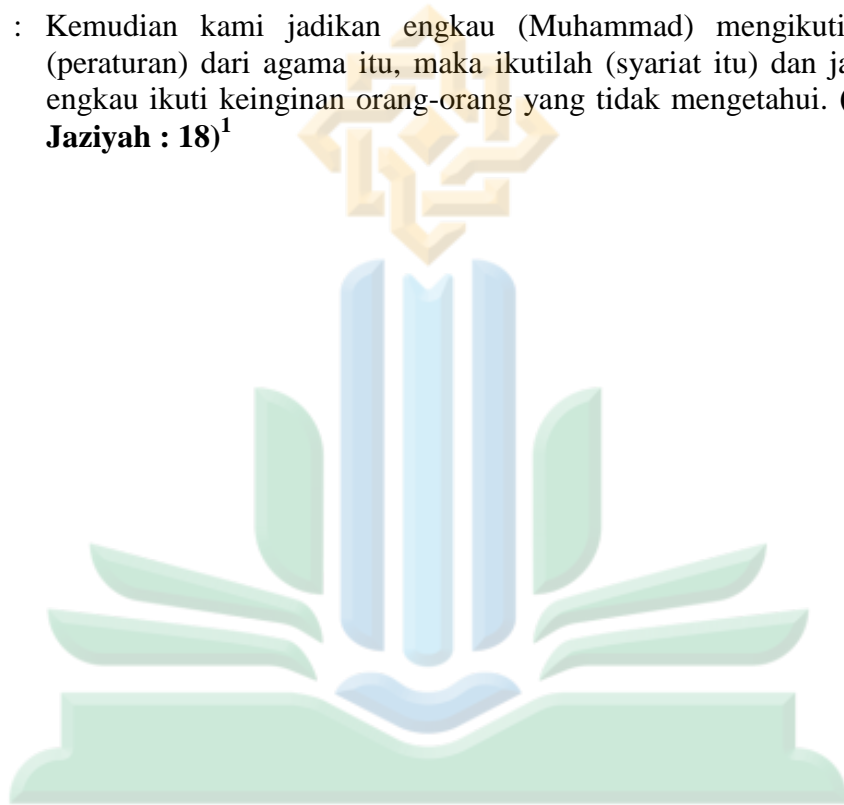 : Kemudian kami jadikan engkau (Muhammad) mengikuti
(peraturan) dari agama itu, maka ikutilah (syariat itu) dan ja
engkau ikuti keinginan orang-orang yang tidak mengetahui. (
Jaziyah : 18)1